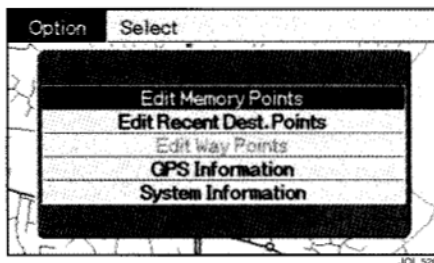 Option Select
Edit Memory Points
Edit Recent Dest. Points
Edit Way Points
GPS Information
System Information